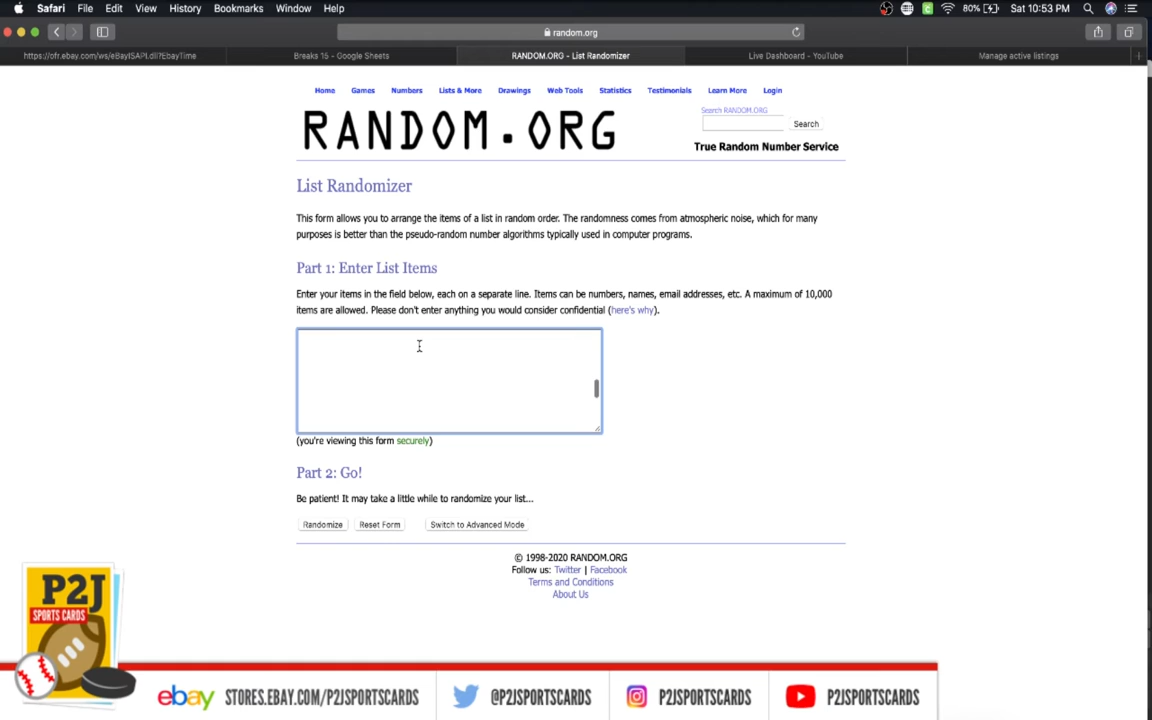 Safari File Edit View History Bookmarks Window Help 80% Sat 10:53 PM
random.org
https://ofr.ebay.com/ws/eBayISAPI.dll?EbayTime Breaks 15 - Google Sheets RANDOM.ORG - List Randomizer Live Dashboard - YouTube Manage active listings
Home Games Numbers Lists & More Drawings Web Tools Statistics Testimonials Learn More Login
RANDOM.ORG
Search RANDOM.ORG
Search
True Random Number Service
List Randomizer
This form allows you to arrange the items of a list in random order. The randomness comes from atmospheric noise, which for many
purposes is better than the pseudo-random number algorithms typically used in computer programs.
Part 1: Enter List Items
Enter your items in the field below, each on a separate line. Items can be numbers, names, email addresses, etc. A maximum of 10,000
items are allowed. Please don't enter anything you would consider confidential (here's why).
(you're viewing this form securely)
Part 2: Go!
Be patient! It may take a little while to randomize your list...
Randomize Reset Form Switch to Advanced Mode
© 1998-2020 RANDOM.ORG
Follow us: Twitter | Facebook
Terms and Conditions
About Us
P2J
SPORTS CARDS
ebay STORES.EBAY.COM/P2JSPORTSCARDS @P2JSPORTSCARDS P2JSPORTSCARDS P2JSPORTSCARDS